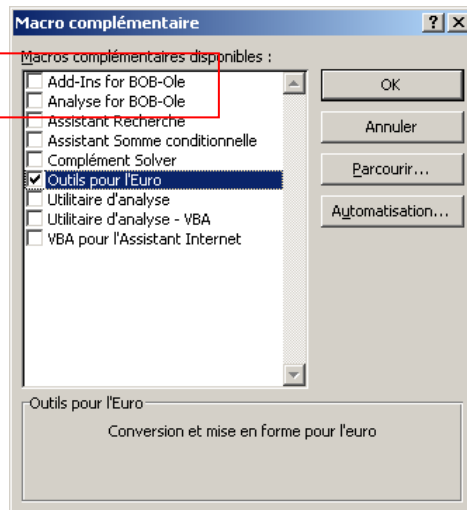 Macro complémentaire
Macros complémentaires disponibles :
Add-Ins for BOB-Ole
Analyse for BOB-Ole
Assistant Recherche
Assistant Somme conditionnelle
Complément Solver
Outils pour l'Euro
Utilitaire d'analyse
Utilitaire d'analyse - VBA
VBA pour l'Assistant Internet
OK
Annuler
Parcourir...
Automatisation...
Outils pour l'Euro
Conversion et mise en forme pour l'euro